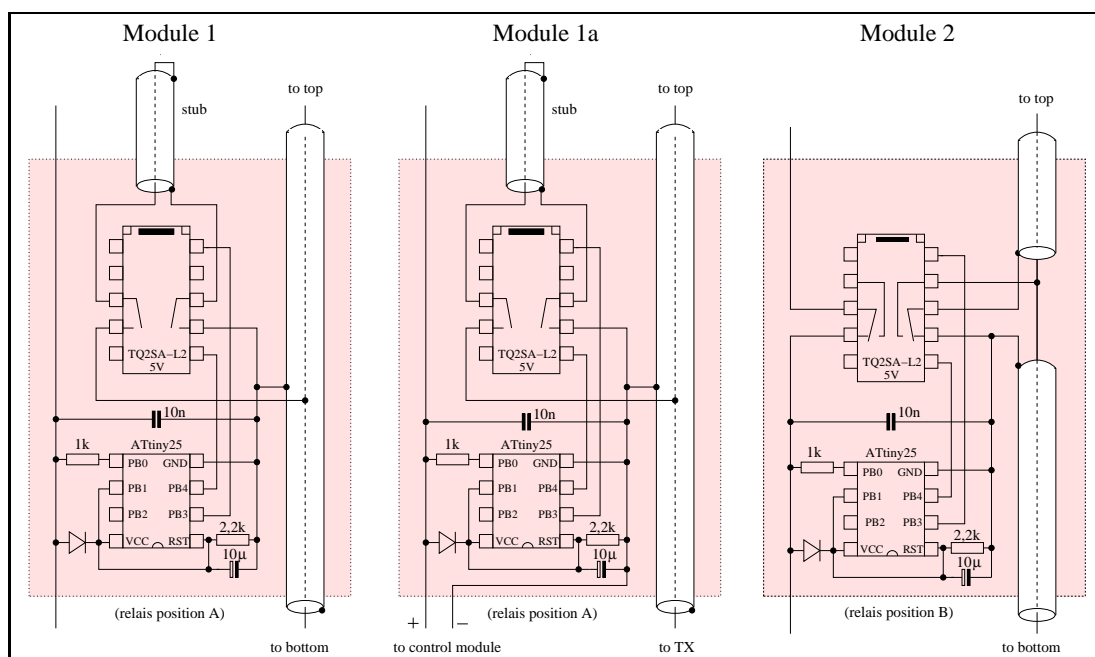 Module 1
stub
to top
TQ2SA-L2
5V
10n
1k
ATtiny25
PB0 GND
PB1 PB4
PB2 PB3
VCC RST
2,2k
10µ
(relais position A)
to bottom
Module 1a
stub
to top
TQ2SA-L2
5V
10n
1k
ATtiny25
PB0 GND
PB1 PB4
PB2 PB3
VCC RST
2,2k
10µ
(relais position A)
+ −
to control module
to TX
Module 2
to top
TQ2SA-L2
5V
10n
1k
ATtiny25
PB0 GND
PB1 PB4
PB2 PB3
VCC RST
2,2k
10µ
(relais position B)
to bottom